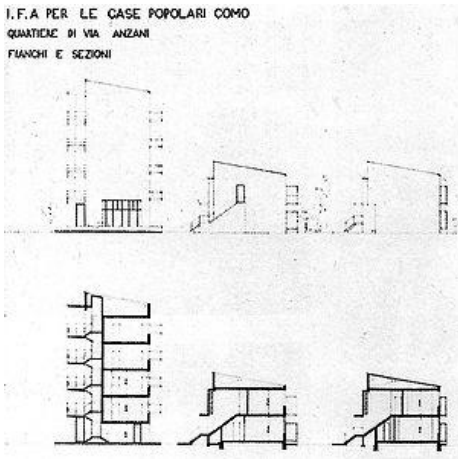 I.F.A PER LE CASE POPOLARI COMO
QUARTIERE DI VIA ANZANI
FIANCHI E SEZIONI